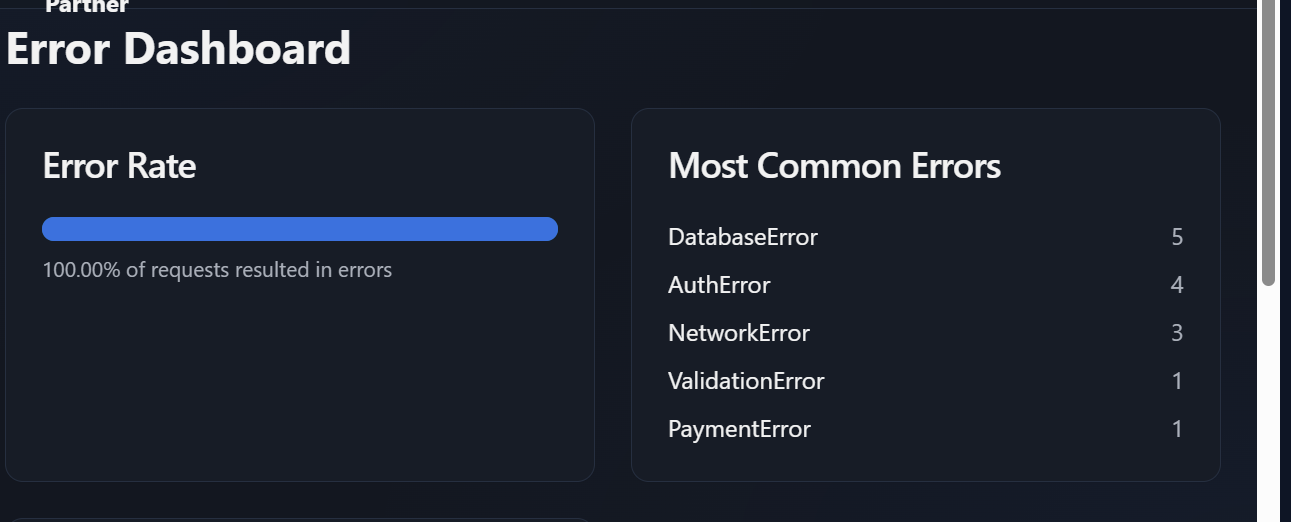 Partner
Error Dashboard
Error Rate
100.00% of requests resulted in errors
Most Common Errors
DatabaseError 5
AuthError 4
NetworkError 3
ValidationError 1
PaymentError 1